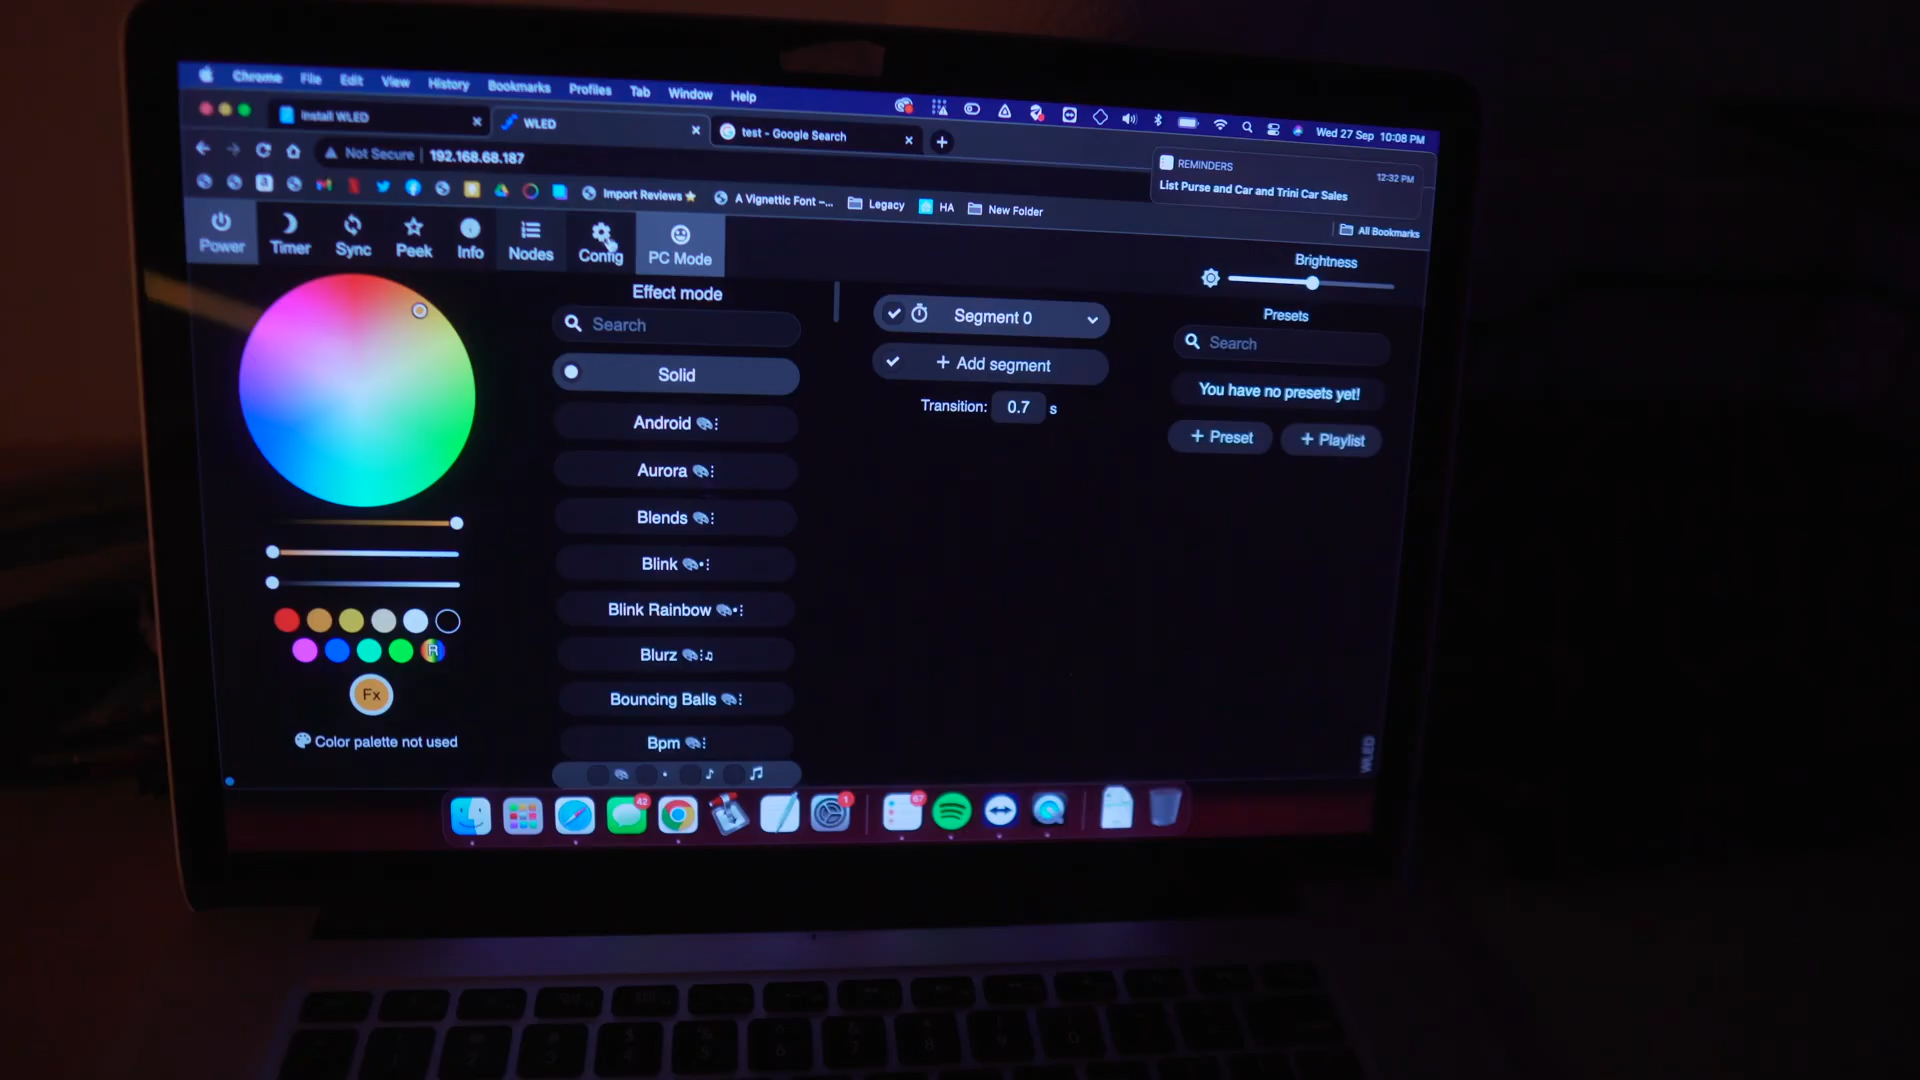 Chrome File Edit View History Bookmarks Profiles Tab Window Help
Wed 27 Sep 10:08 PM
Install WLED
WLED
test - Google Search
Not Secure | 192.168.68.187
Import Reviews
A Vignettic Font –...
Legacy
HA
New Folder
All Bookmarks
REMINDERS
12:32 PM
List Purse and Car and Trini Car Sales
Power
Timer
Sync
Peek
Info
Nodes
Config
PC Mode
Brightness
R
Fx
Color palette not used
Effect mode
Search
Solid
Android
Aurora
Blends
Blink
Blink Rainbow
Blurz
Bouncing Balls
Bpm
Segment 0
+ Add segment
Transition: 0.7 s
Presets
Search
You have no presets yet!
+ Preset
+ Playlist
WLED
42
1
67